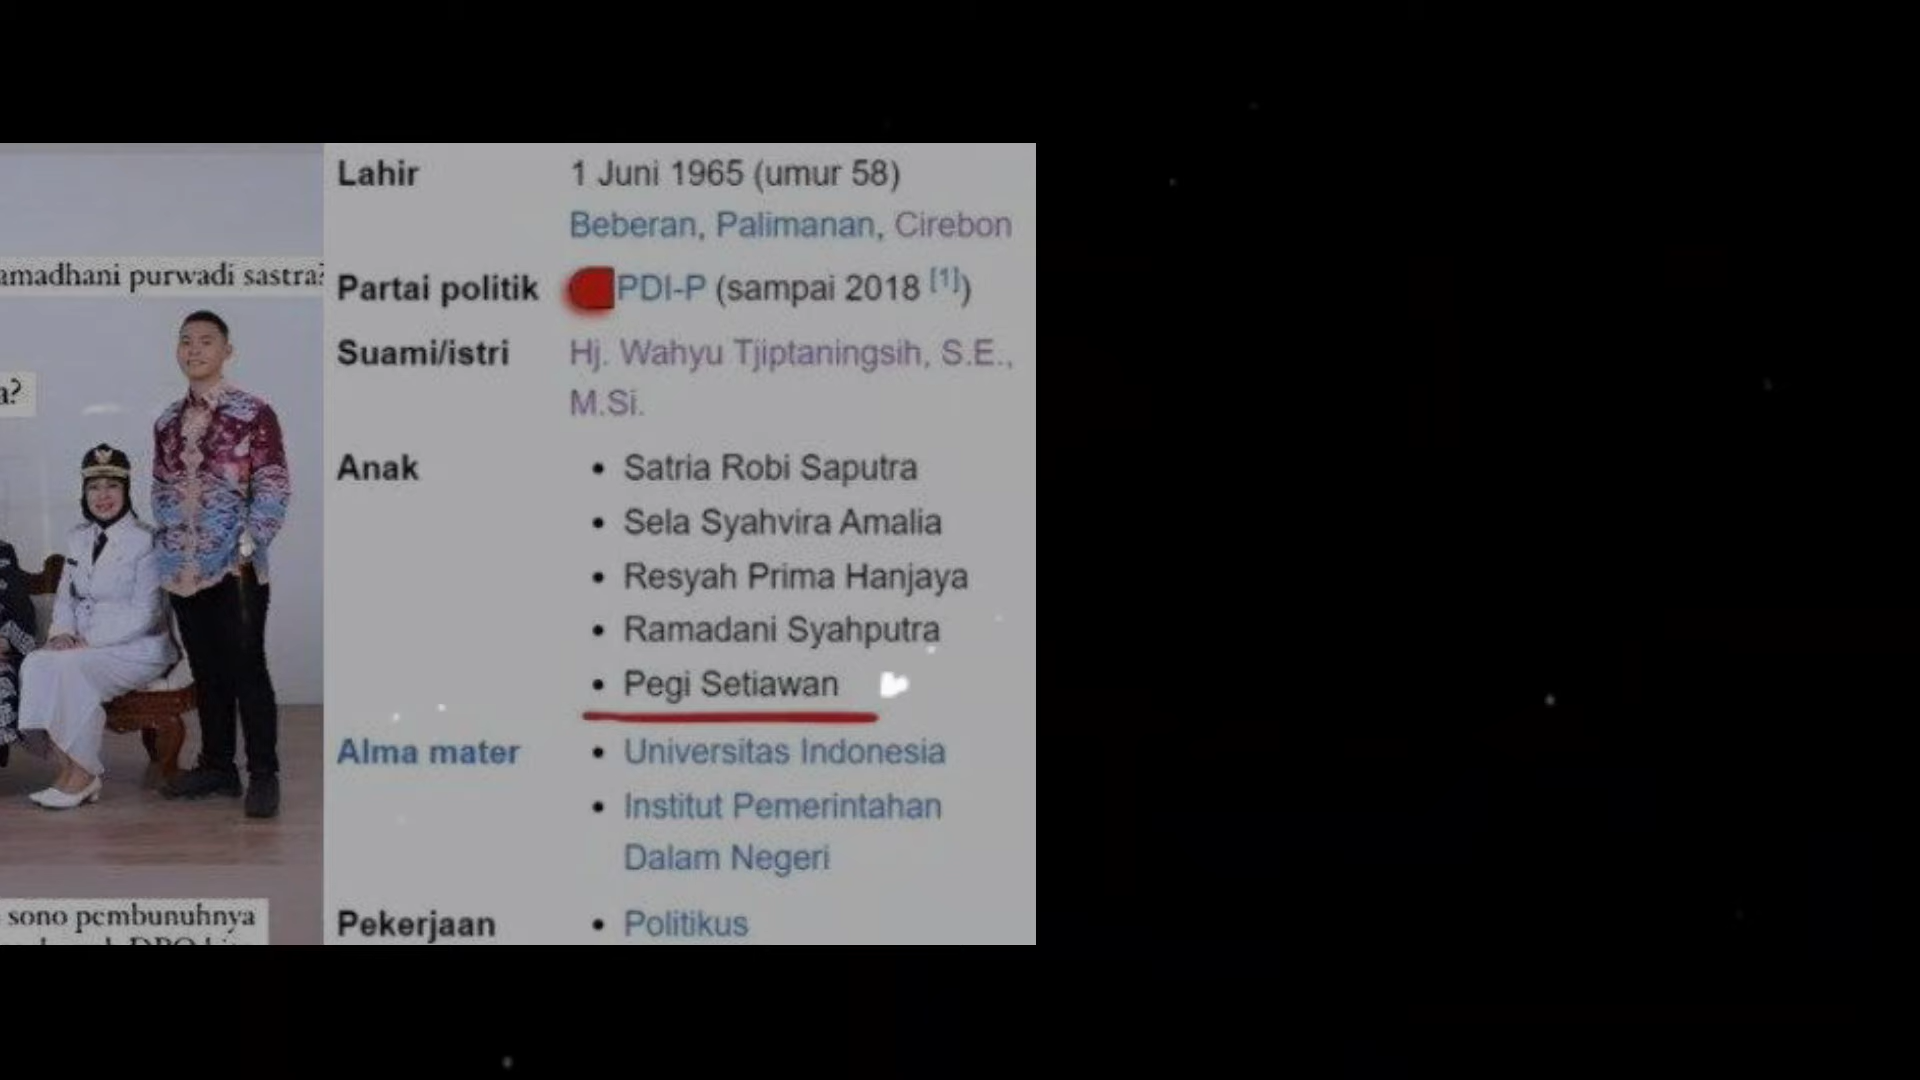 amadhani purwadi sastra?
a?
sono pembunuhnya
Lahir 1 Juni 1965 (umur 58)
Beberan, Palimanan, Cirebon
Partai politik PDI-P (sampai 2018 [1])
Suami/istri Hj. Wahyu Tjiptaningsih, S.E.,
M.Si.
Anak • Satria Robi Saputra
• Sela Syahvira Amalia
• Resyah Prima Hanjaya
• Ramadani Syahputra
• Pegi Setiawan
Alma mater • Universitas Indonesia
• Institut Pemerintahan
Dalam Negeri
Pekerjaan • Politikus